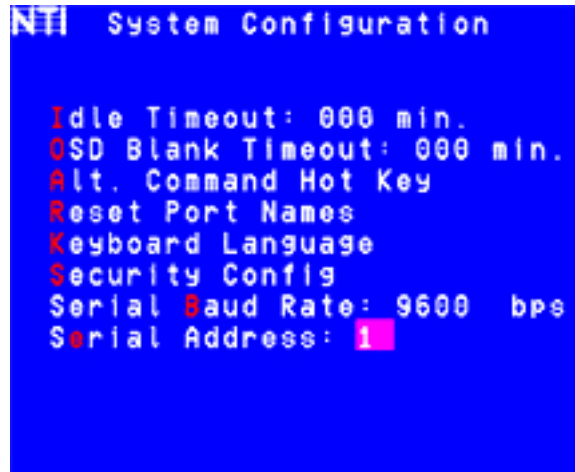 NTI System Configuration
Idle Timeout: 000 min.
OSD Blank Timeout: 000 min.
Alt. Command Hot Key
Reset Port Names
Keyboard Language
Security Config
Serial Baud Rate: 9600 bps
Serial Address: 1